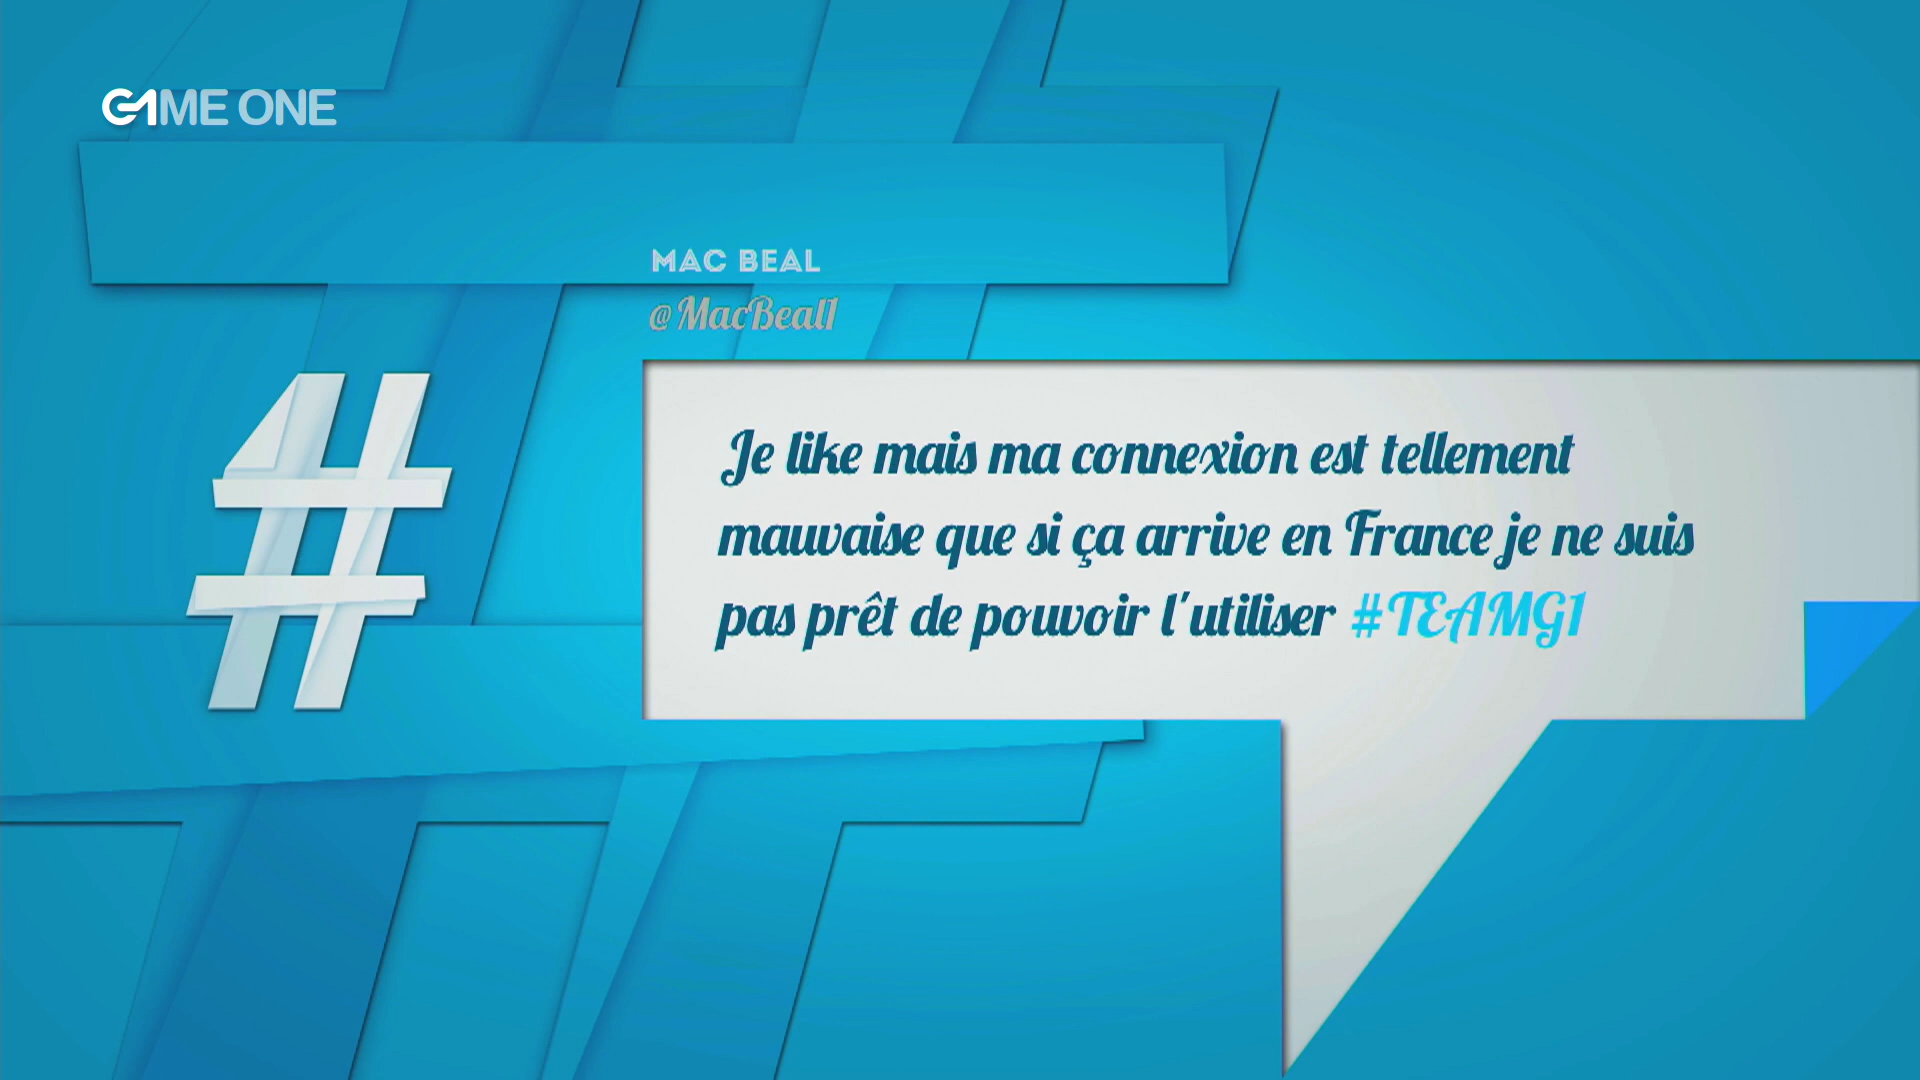 GAME ONE
MAC BEAL
@MacBeal1
Je like mais ma connexion est tellement
mauvaise que si ça arrive en France je ne suis
pas prêt de pouvoir l'utiliser #TEAMG1